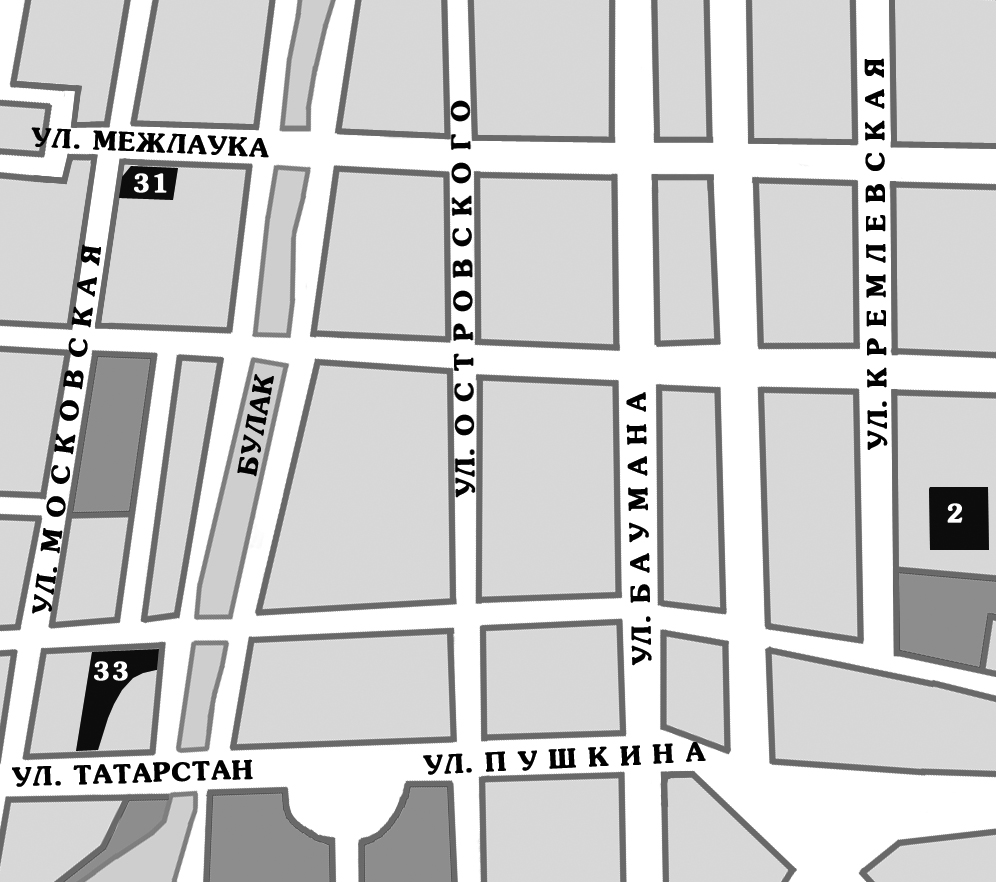 УЛ. МЕЖЛАУКА
31
УЛ. МОСКОВСКАЯ
БУЛАК
УЛ. ОСТРОВСКОГО
УЛ. КРЕМЛЕВСКАЯ
УЛ. БАУМАНА
2
33
УЛ. ТАТАРСТАН
УЛ. ПУШКИНА